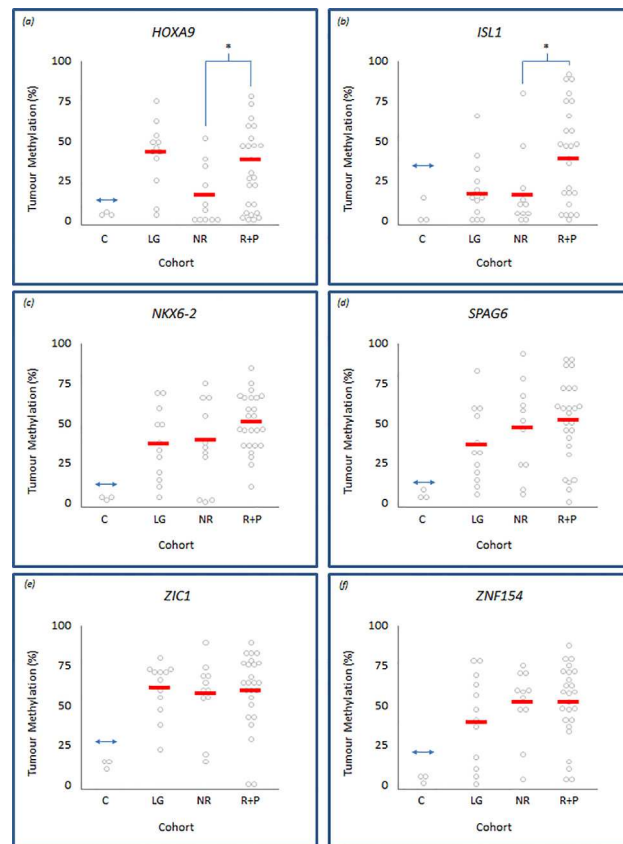 (a)
HOXA9
*
100
75
50
25
0
Tumour Methylation (%)
C LG NR R+P
Cohort
(b)
ISL1
*
100
75
50
25
0
Tumour Methylation (%)
C LG NR R+P
Cohort
(c)
NKX6-2
100
75
50
25
0
Tumour Methylation (%)
C LG NR R+P
Cohort
(d)
SPAG6
100
75
50
25
0
Tumour Methylation (%)
C LG NR R+P
Cohort
(e)
ZIC1
100
75
50
25
0
Tumour Methylation (%)
C LG NR R+P
Cohort
(f)
ZNF154
100
75
50
25
0
Tumour Methylation (%)
C LG NR R+P
Cohort